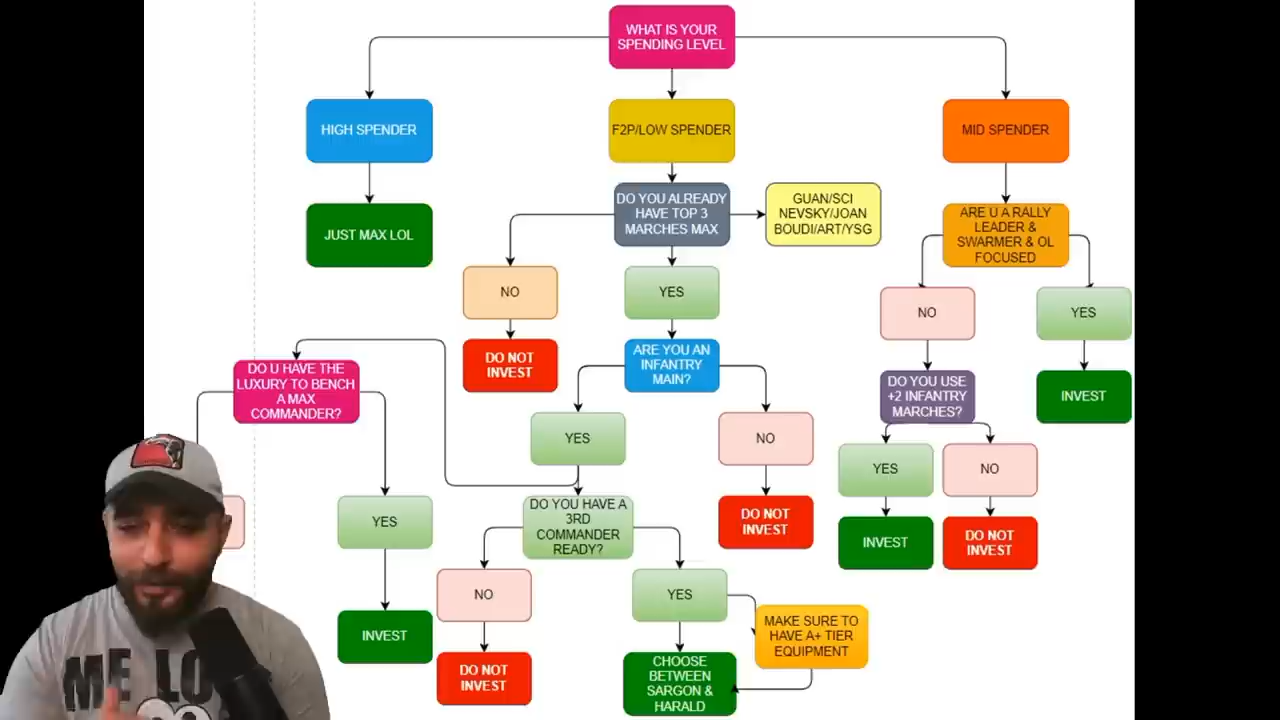 WHAT IS YOUR
SPENDING LEVEL
HIGH SPENDER
F2P/LOW SPENDER
MID SPENDER
JUST MAX LOL
DO YOU ALREADY
HAVE TOP 3
MARCHES MAX
GUAN/SCI
NEVSKY/JOAN
BOUDI/ART/YSG
ARE U A RALLY
LEADER &
SWARMER & OL
FOCUSED
NO
YES
NO
YES
DO NOT
INVEST
ARE YOU AN
INFANTRY
MAIN?
DO U HAVE THE
LUXURY TO BENCH
A MAX
COMMANDER?
DO YOU USE
+2 INFANTRY
MARCHES?
INVEST
YES
NO
YES
NO
YES
DO YOU HAVE A
3RD
COMMANDER
READY?
DO NOT
INVEST
INVEST
DO NOT
INVEST
NO
YES
INVEST
MAKE SURE TO
HAVE A+ TIER
EQUIPMENT
DO NOT
INVEST
CHOOSE
BETWEEN
SARGON &
HARALD
ME LO